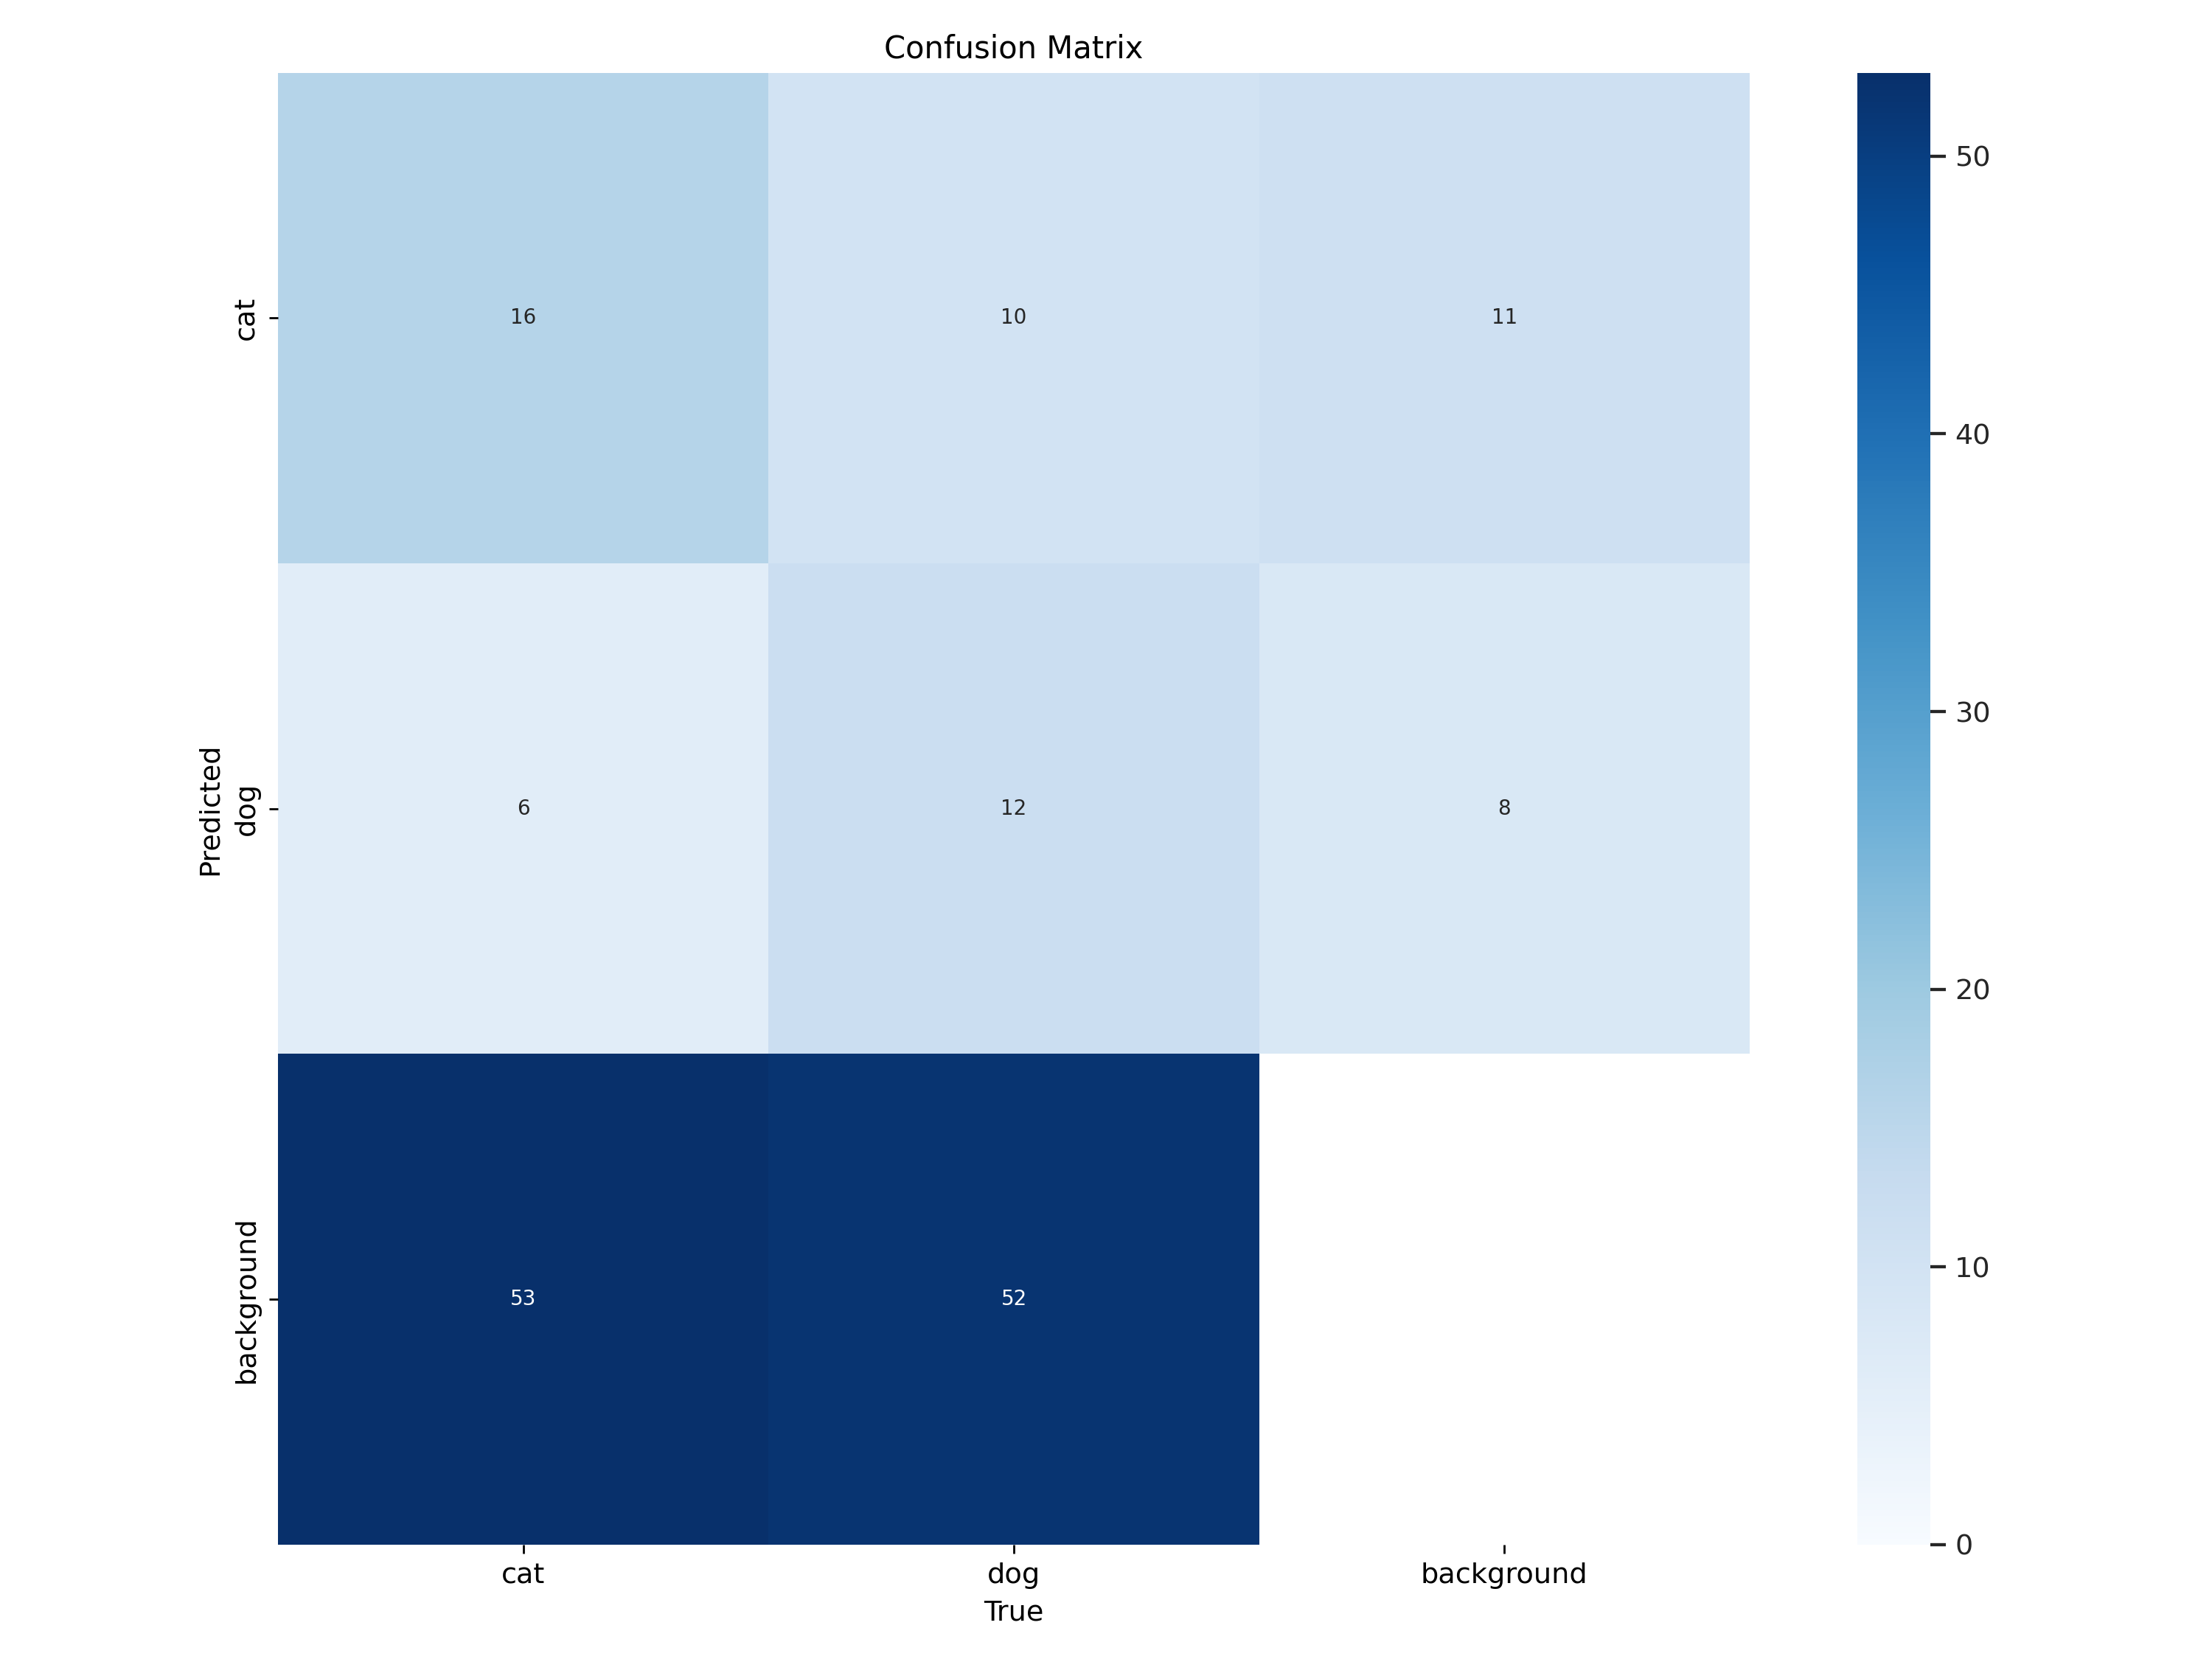 Confusion Matrix
Predicted
cat
16 10 11
dog
6 12 8
background
53 52
cat dog background
True
50
40
30
20
10
0